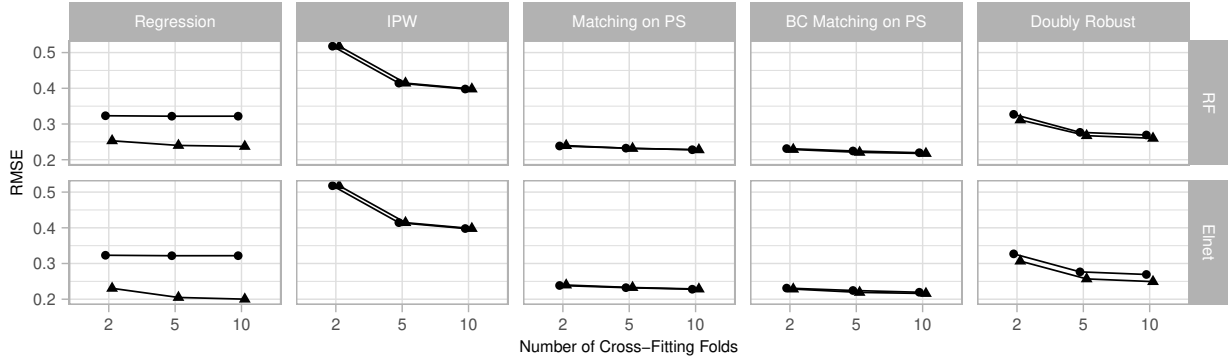 Regression
IPW
Matching on PS
BC Matching on PS
Doubly Robust
0.5
0.4
0.3
0.2
RF
RMSE
0.5
0.4
0.3
0.2
Elnet
2 5 10
2 5 10
2 5 10
2 5 10
2 5 10
Number of Cross−Fitting Folds